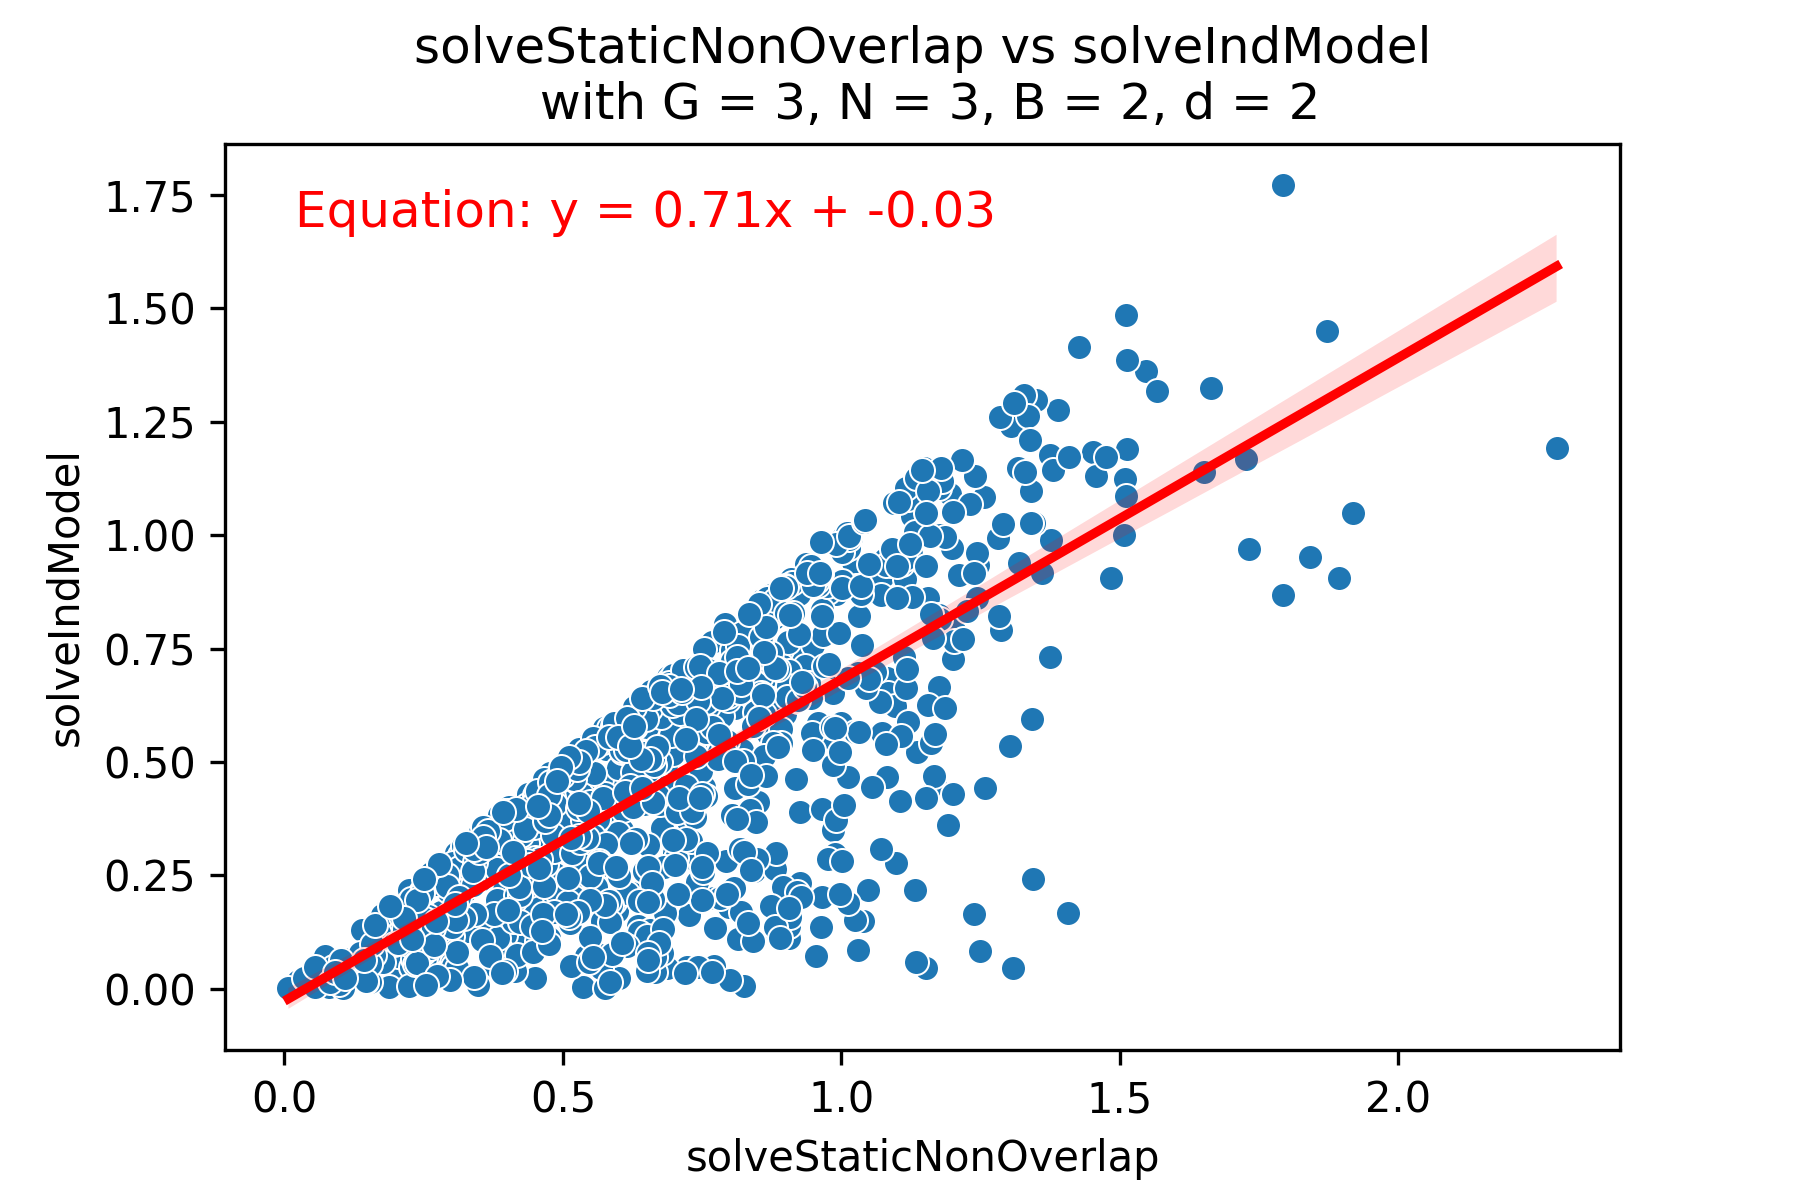 solveStaticNonOverlap vs solveIndModel
with G = 3, N = 3, B = 2, d = 2
Equation: y = 0.71x + -0.03
solveIndModel
1.75
1.50
1.25
1.00
0.75
0.50
0.25
0.00
0.0 0.5 1.0 1.5 2.0
solveStaticNonOverlap